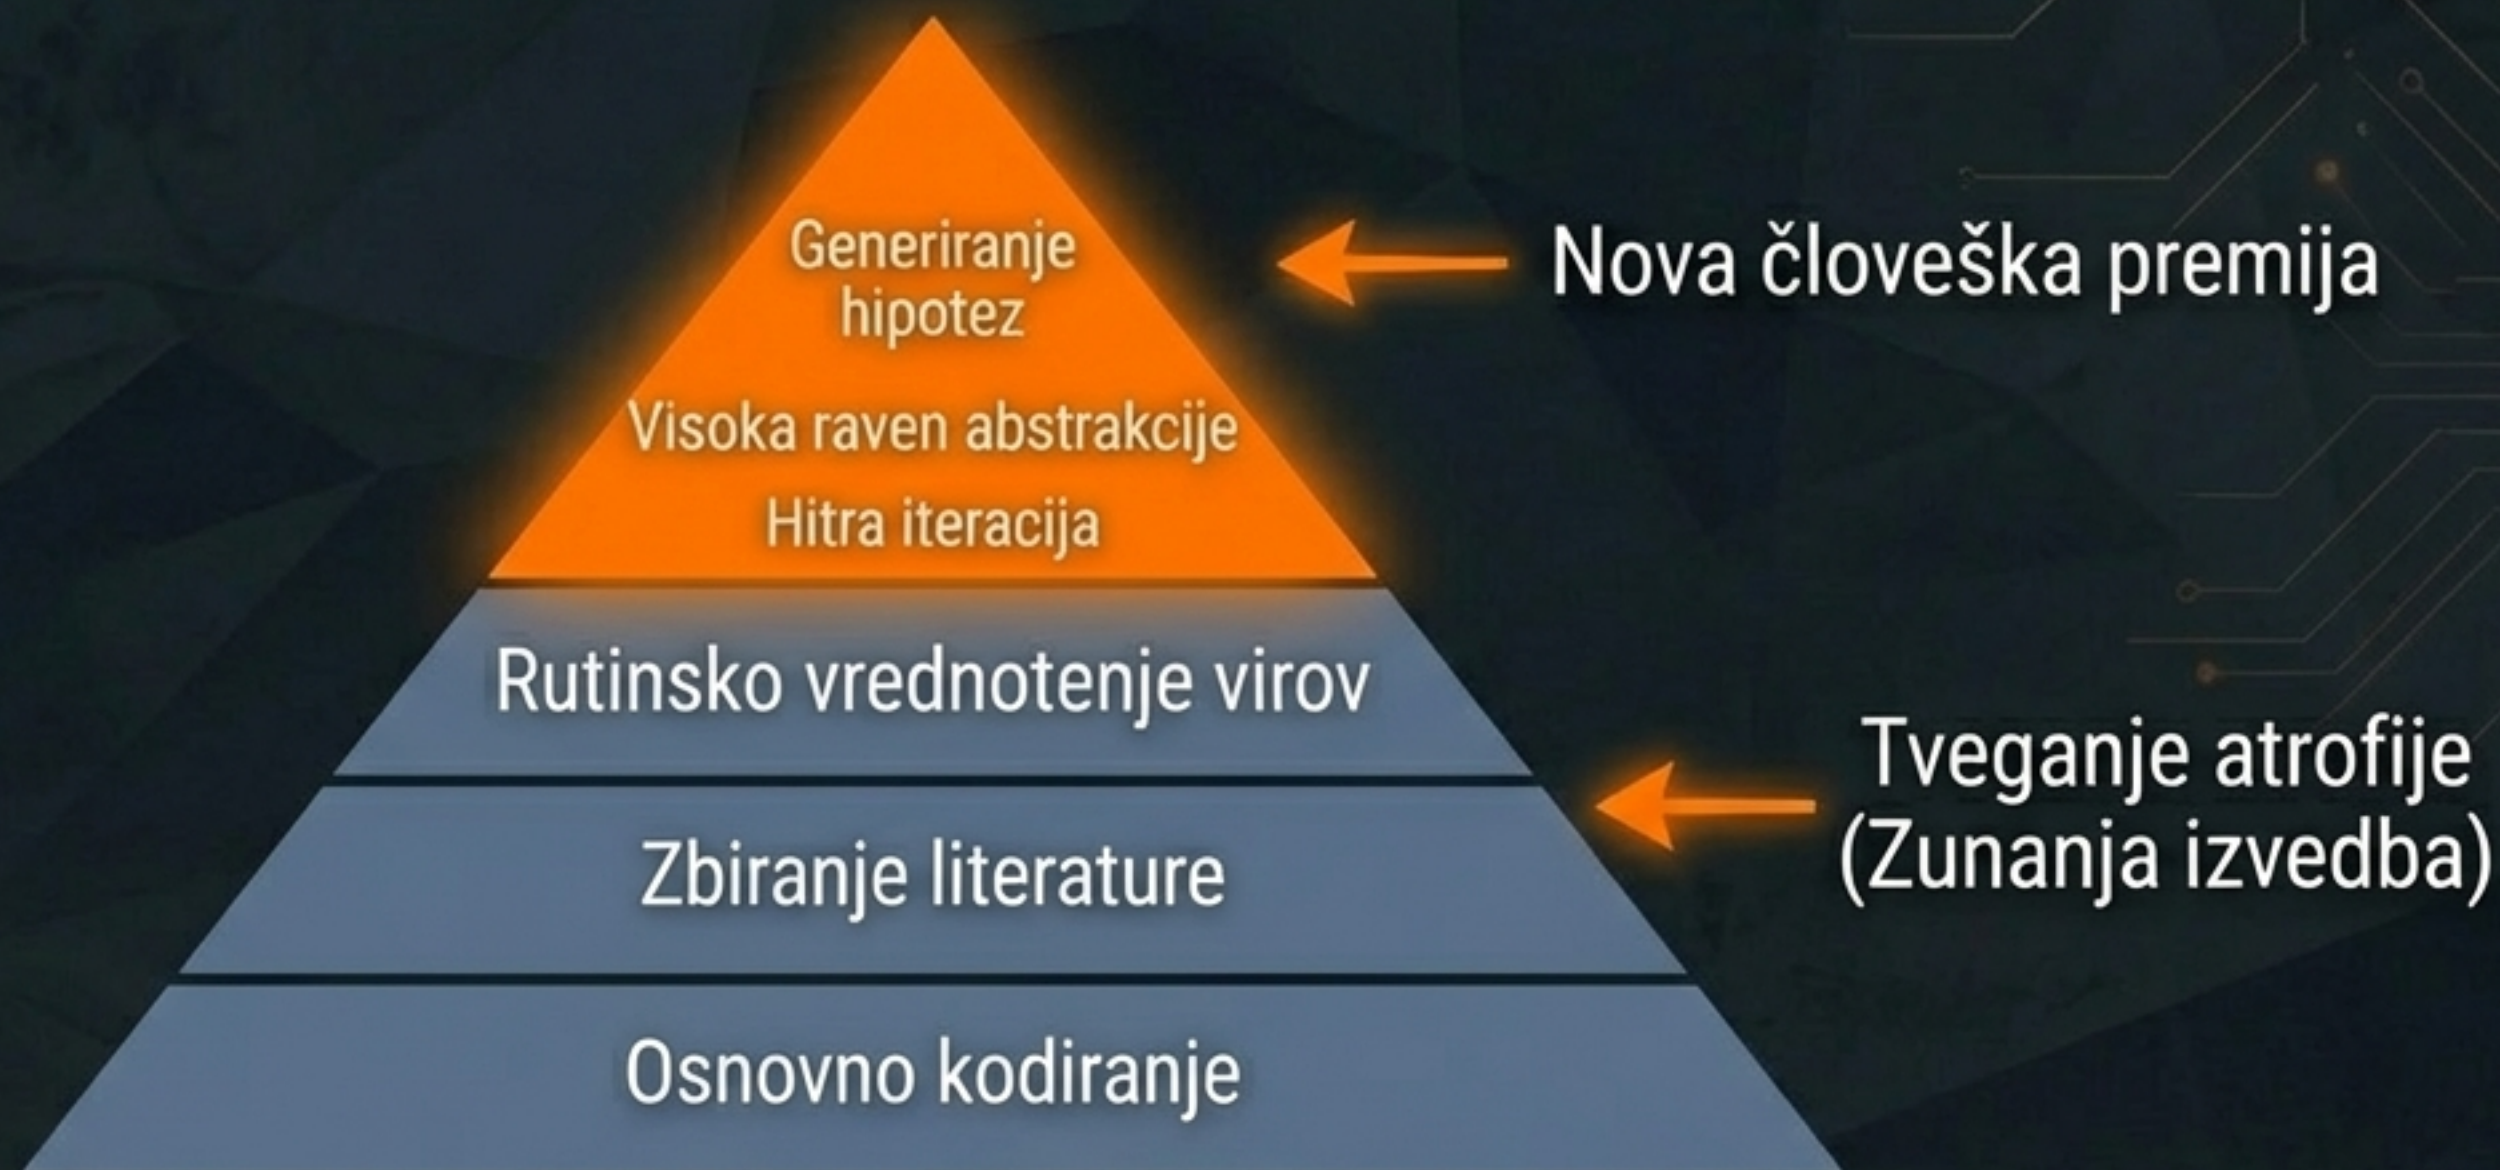 Generiranje
hipotez
Visoka raven abstrakcije
Hitra iteracija
Nova človeška premija
Rutinsko vrednotenje virov
Zbiranje literature
Osnovno kodiranje
Tveganje atrofije
(Zunanja izvedba)